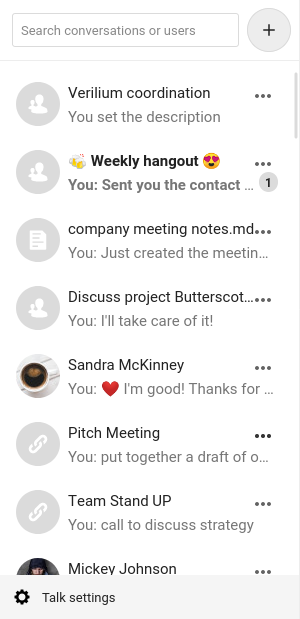 Search conversations or users
Verilium coordination
You set the description
🍻 Weekly hangout 😍
You: Sent you the contact …
1
company meeting notes.md
You: Just created the meetin…
Discuss project Butterscot…
You: I'll take care of it!
Sandra McKinney
You: ❤️ I'm good! Thanks for …
Pitch Meeting
You: put together a draft of o…
Team Stand UP
You: call to discuss strategy
Mickey Johnson
Talk settings